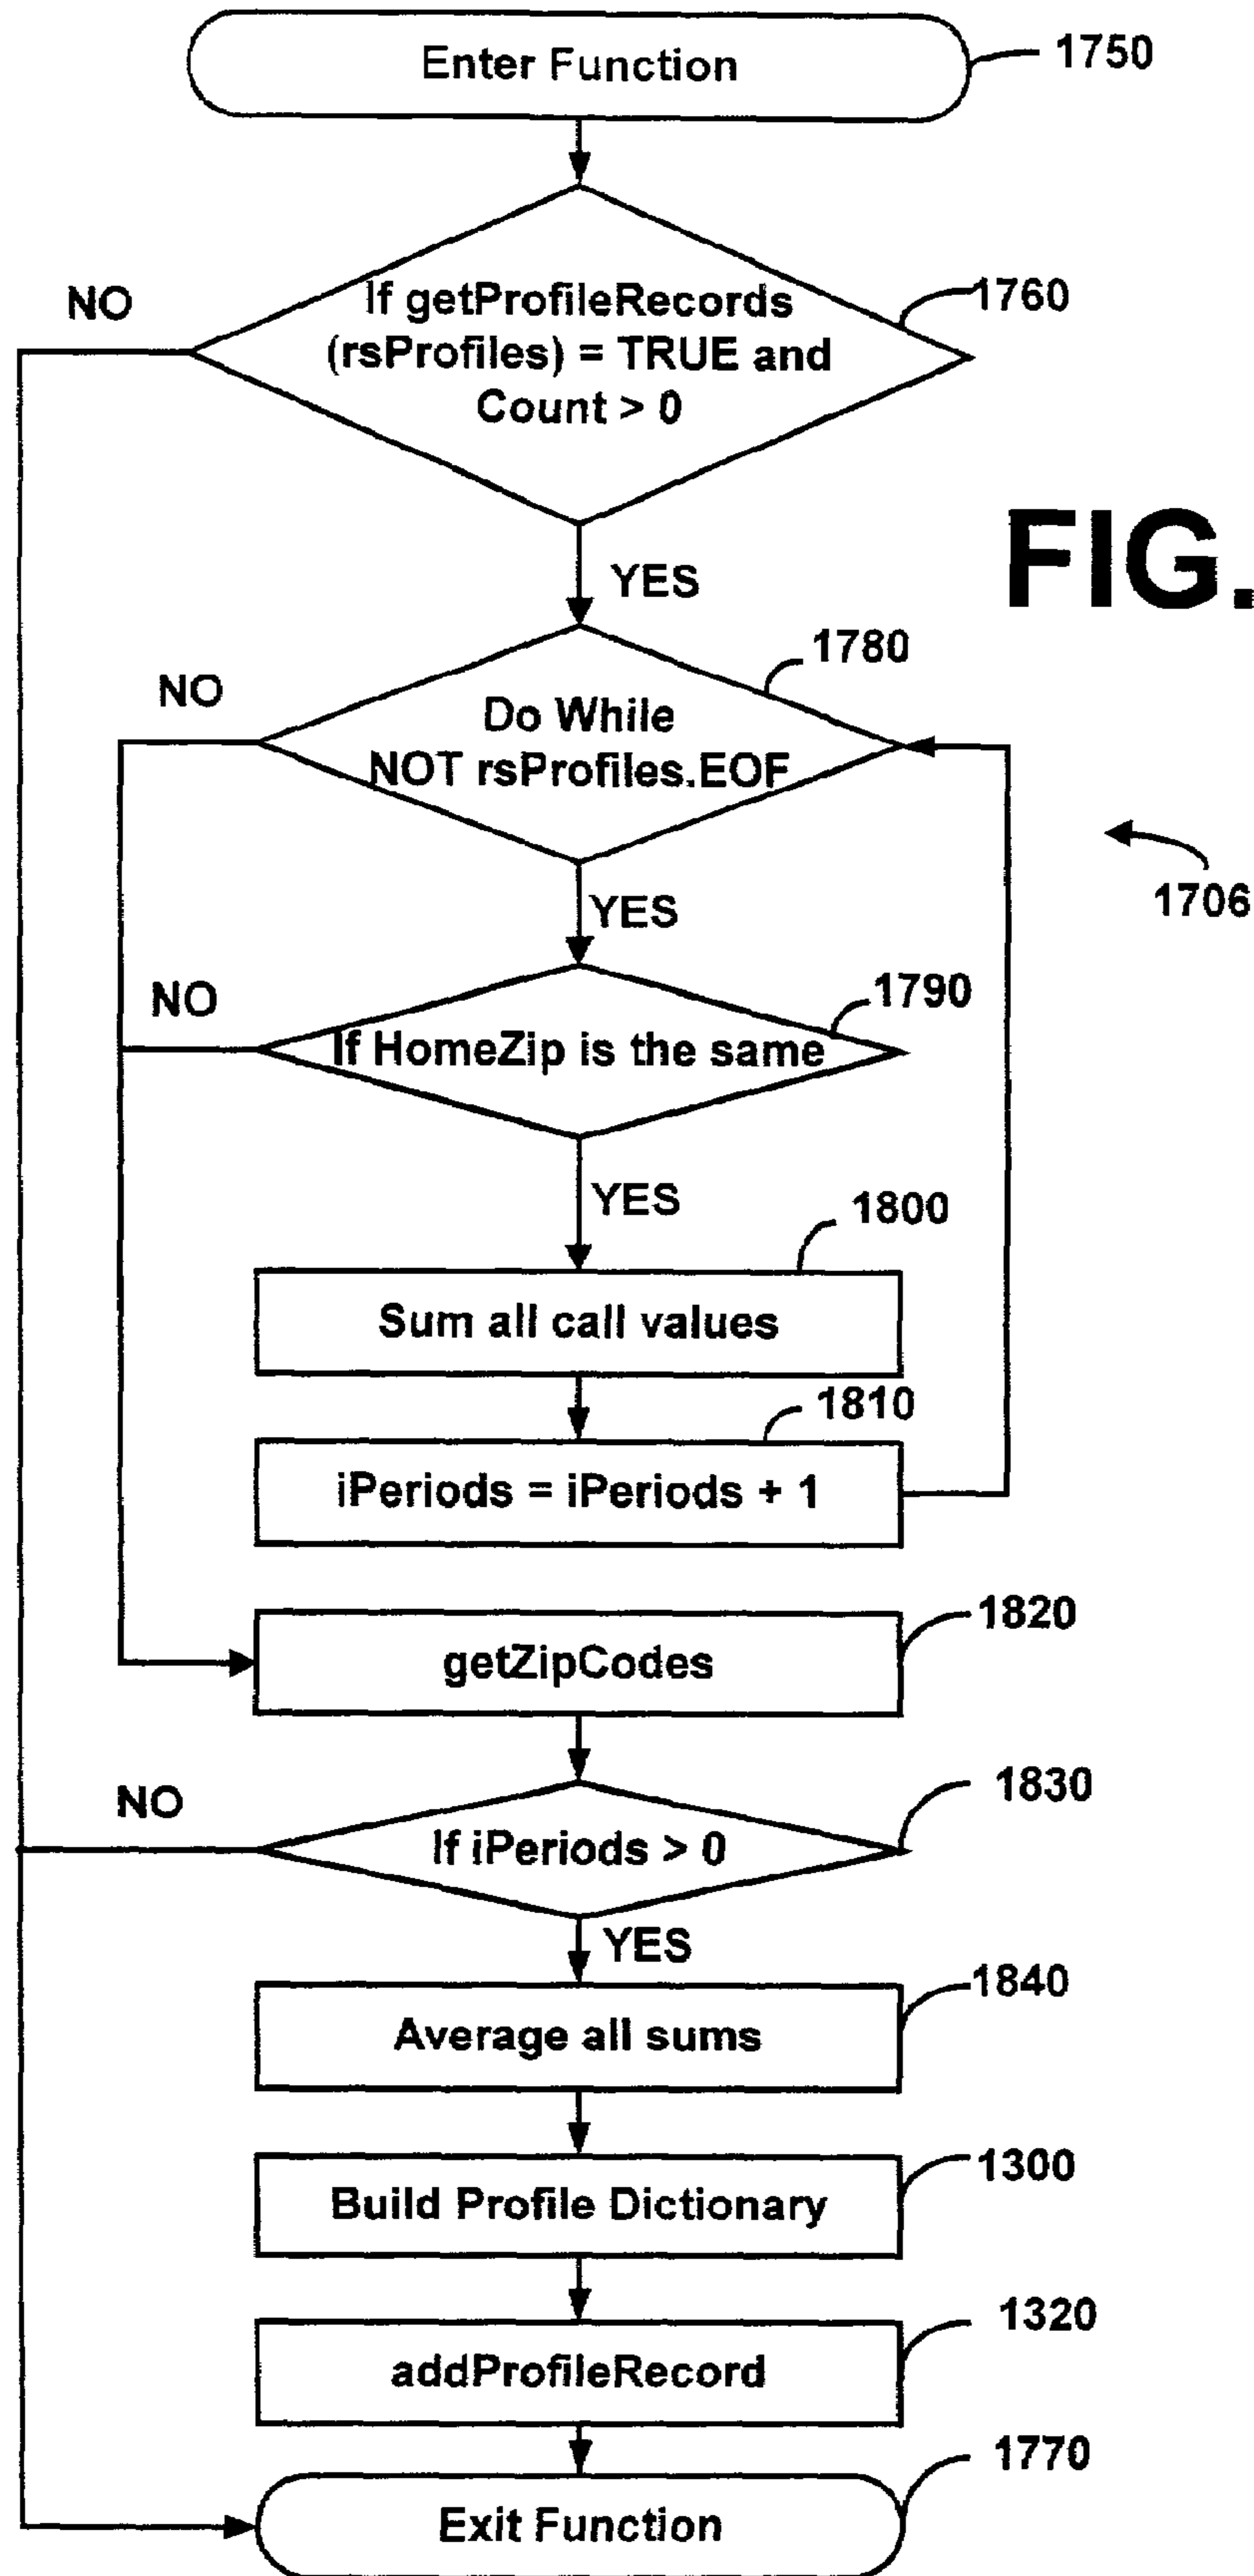 Enter Function
1750
NO
If getProfileRecords
(rsProfiles) = TRUE and
Count > 0
1760
FIG.
YES
1780
NO
Do While
NOT rsProfiles.EOF
1706
YES
1790
NO
If HomeZip is the same
YES
1800
Sum all call values
1810
iPeriods = iPeriods + 1
1820
getZipCodes
1830
NO
If iPeriods > 0
YES
1840
Average all sums
1300
Build Profile Dictionary
1320
addProfileRecord
1770
Exit Function